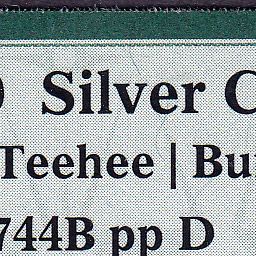 Silver C
Teehee | Bu
744B pp D